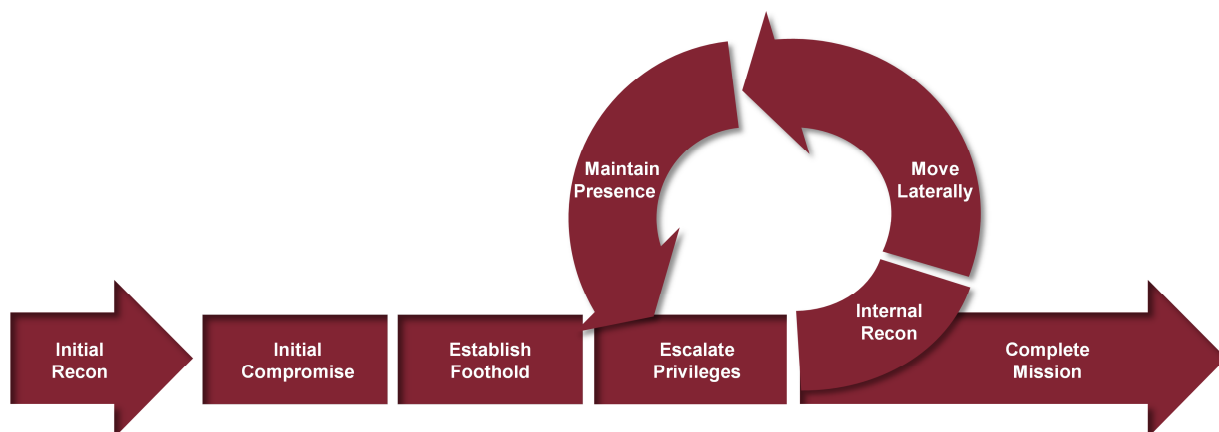 Initial
Recon
Initial
Compromise
Establish
Foothold
Escalate
Privileges
Internal
Recon
Move
Laterally
Maintain
Presence
Complete
Mission